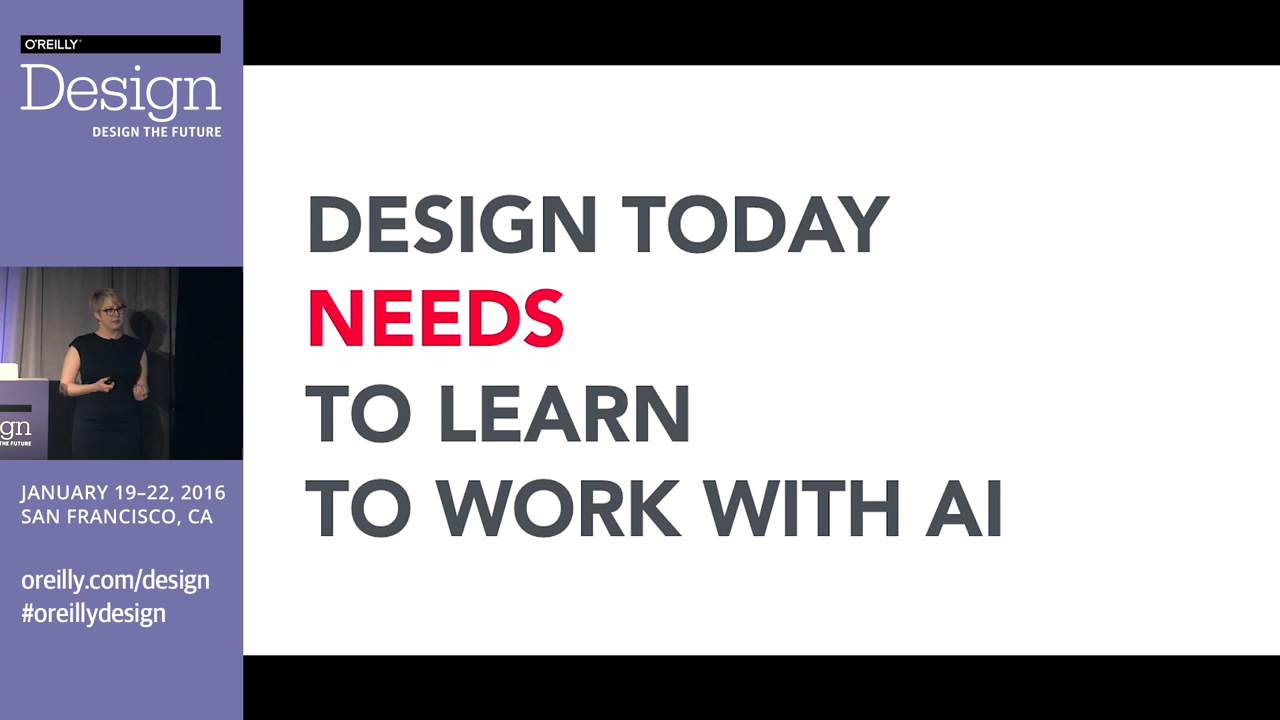 O'REILLY®
Design
DESIGN THE FUTURE
gn
THE FUTURE
JANUARY 19–22, 2016
SAN FRANCISCO, CA
oreilly.com/design
#oreillydesign
DESIGN TODAY
NEEDS
TO LEARN
TO WORK WITH AI